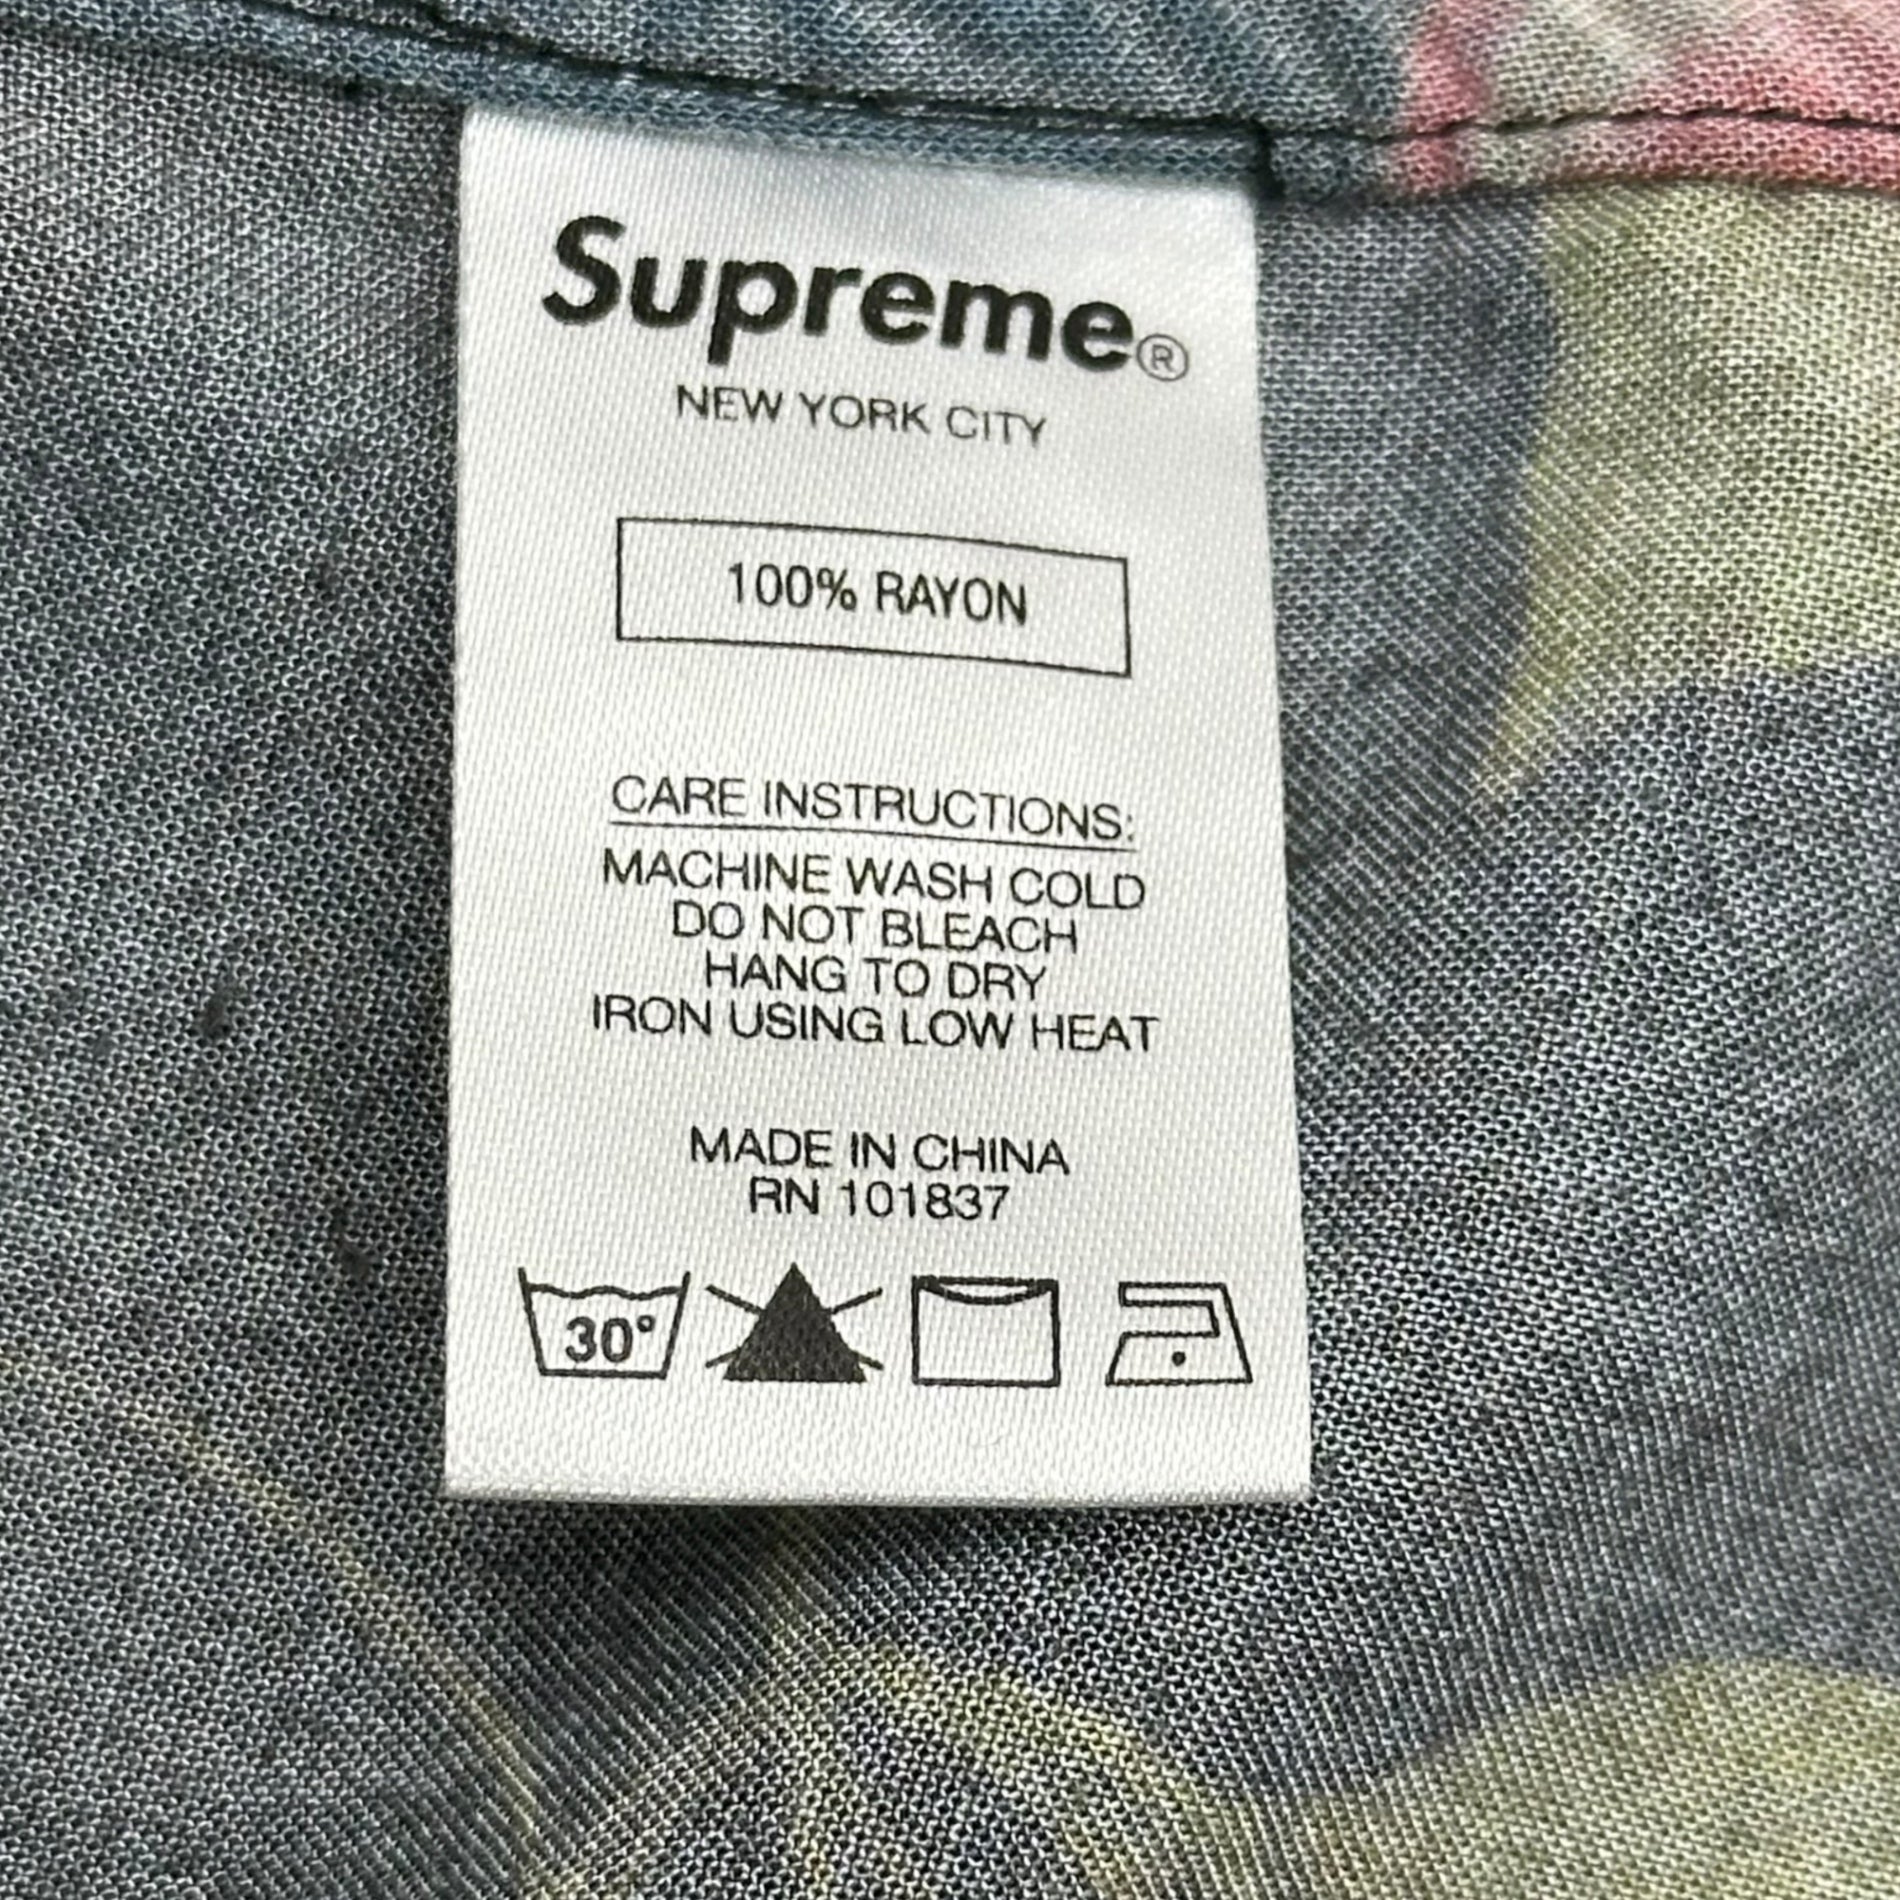 Supreme®
NEW YORK CITY
100% RAYON
CARE INSTRUCTIONS:
MACHINE WASH COLD
DO NOT BLEACH
HANG TO DRY
IRON USING LOW HEAT
MADE IN CHINA
RN 101837
30°